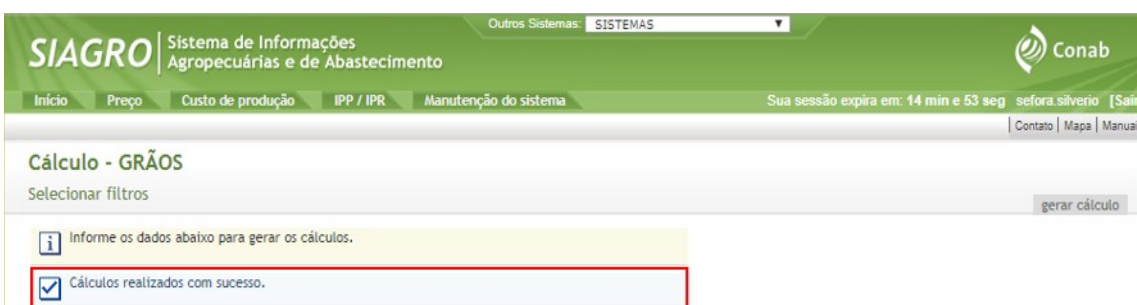 Outros Sistemas: SISTEMAS
SIAGRO Sistema de Informações
Agropecuárias e de Abastecimento
Conab
Início Preço Custo de produção IPP / IPR Manutenção do sistema Sua sessão expira em: 14 min e 53 seg sefora.silverio [Sair
| Contato | Mapa | Manual
Cálculo - GRÃOS
Selecionar filtros
gerar cálculo
Informe os dados abaixo para gerar os cálculos.
Cálculos realizados com sucesso.